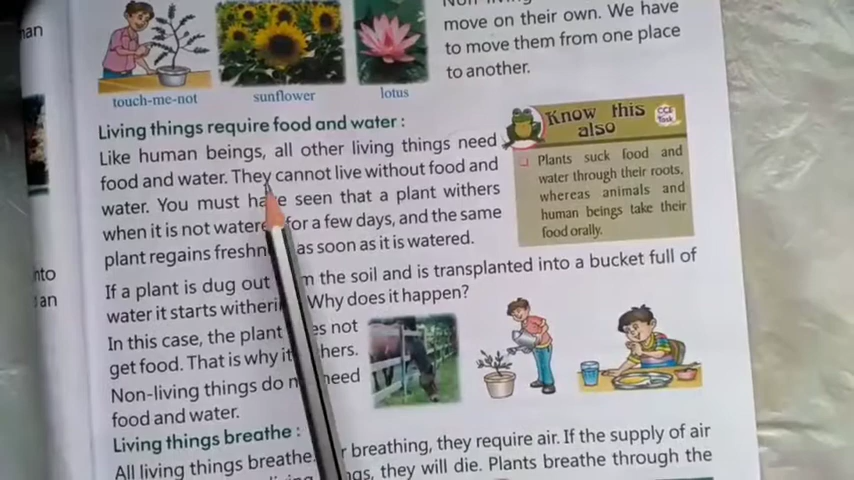 man
Non-living things cannot
move on their own. We have
to move them from one place
to another.
touch-me-not
sunflower
lotus
Living things require food and water :
Like human beings, all other living things need
food and water. They cannot live without food and
water. You must have seen that a plant withers
when it is not watered for a few days, and the same
plant regains freshness as soon as it is watered.
Know this
also
CCE
Task
Plants suck food and
water through their roots,
whereas animals and
human beings take their
food orally.
If a plant is dug out from the soil and is transplanted into a bucket full of
water it starts withering. Why does it happen?
into
an
In this case, the plant does not
get food. That is why it withers.
Non-living things do not need
food and water.
Living things breathe :
All living things breathe. For breathing, they require air. If the supply of air
they will die. Plants breathe through the